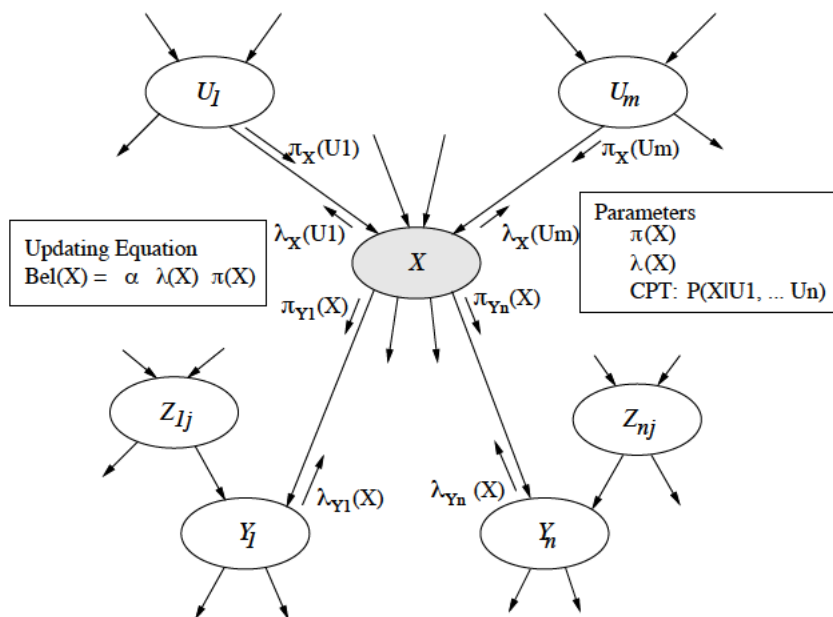 U1
Um
πX(U1)
πX(Um)
λX(U1)
λX(Um)
Updating Equation
Bel(X) = α λ(X) π(X)
X
Parameters
π(X)
λ(X)
CPT: P(X|U1, ... Un)
πY1(X)
πYn(X)
Z1j
Znj
λY1(X)
λYn (X)
Y1
Yn